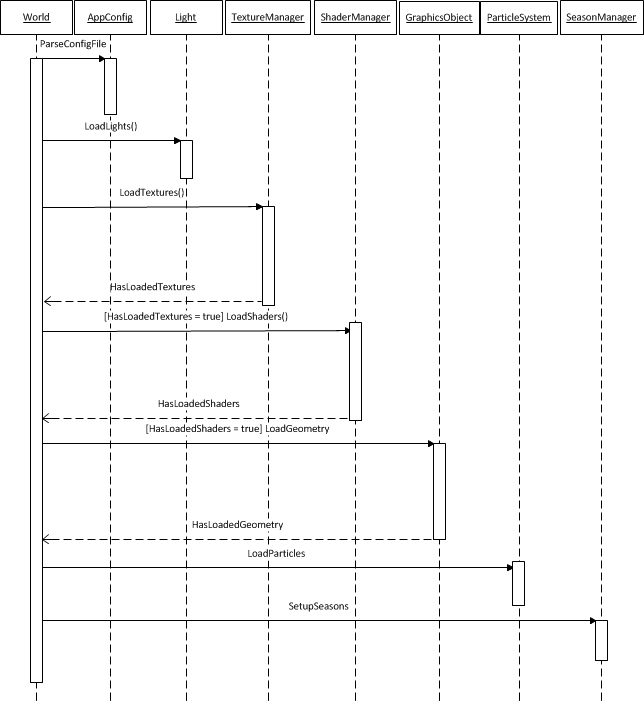 World AppConfig Light TextureManager ShaderManager GraphicsObject ParticleSystem SeasonManager
ParseConfigFile
LoadLights()
LoadTextures()
HasLoadedTextures
[HasLoadedTextures = true] LoadShaders()
HasLoadedShaders
[HasLoadedShaders = true] LoadGeometry
HasLoadedGeometry
LoadParticles
SetupSeasons